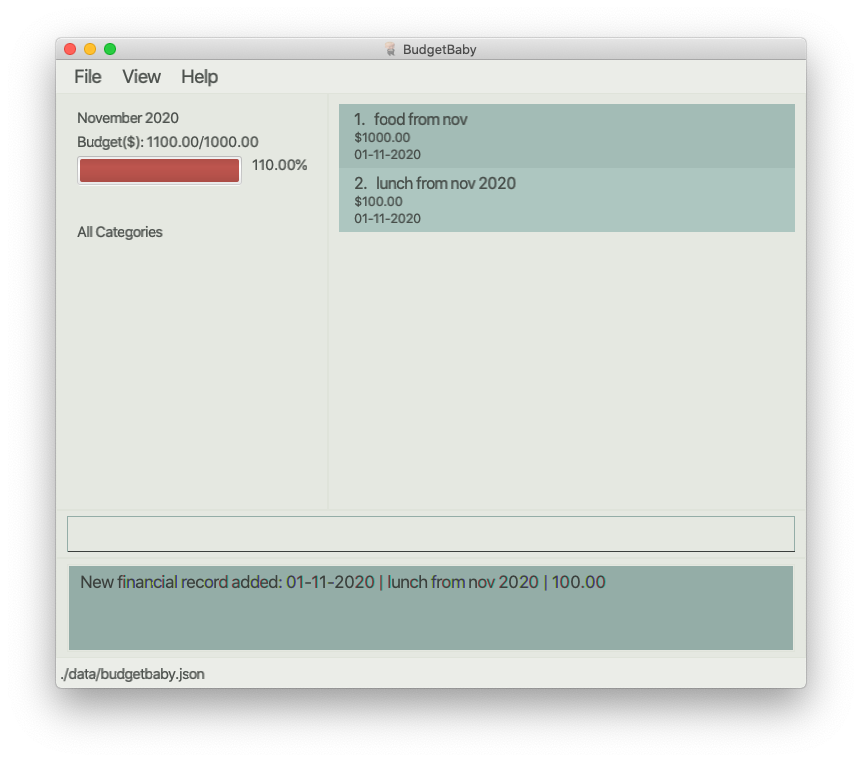 BudgetBaby
File View Help
November 2020
Budget($): 1100.00/1000.00
110.00%
All Categories
1. food from nov
$1000.00
01-11-2020
2. lunch from nov 2020
$100.00
01-11-2020
New financial record added: 01-11-2020 | lunch from nov 2020 | 100.00
./data/budgetbaby.json